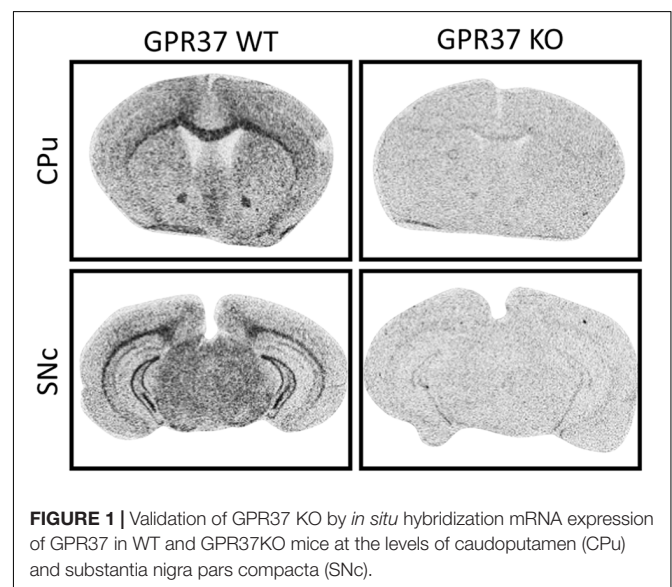 GPR37 WT GPR37 KO
CPu
SNc
FIGURE 1 | Validation of GPR37 KO by in situ hybridization mRNA expression
of GPR37 in WT and GPR37KO mice at the levels of caudoputamen (CPu)
and substantia nigra pars compacta (SNc).